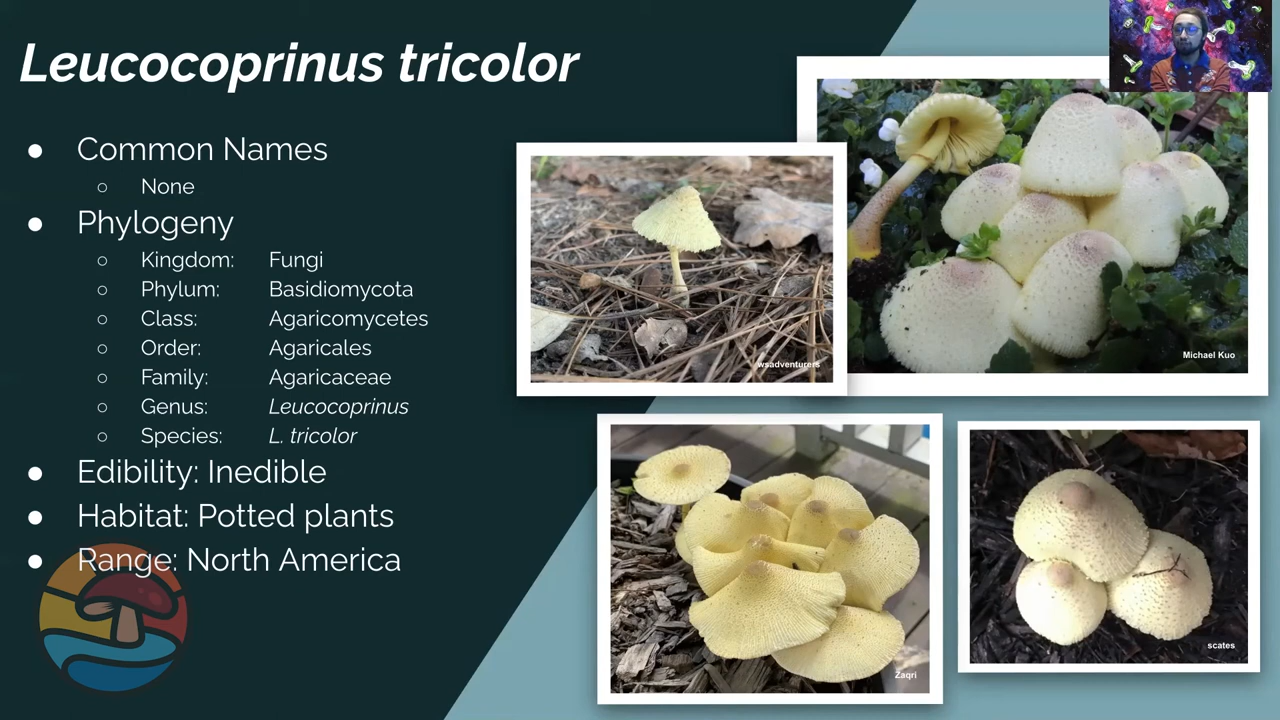 Leucocoprinus tricolor
Common Names
None
Phylogeny
Kingdom: Fungi
Phylum: Basidiomycota
Class: Agaricomycetes
Order: Agaricales
Family: Agaricaceae
Genus: Leucocoprinus
Species: L. tricolor
Edibility: Inedible
Habitat: Potted plants
Range: North America
wsadventurers
Michael Kuo
Zaqri
scates